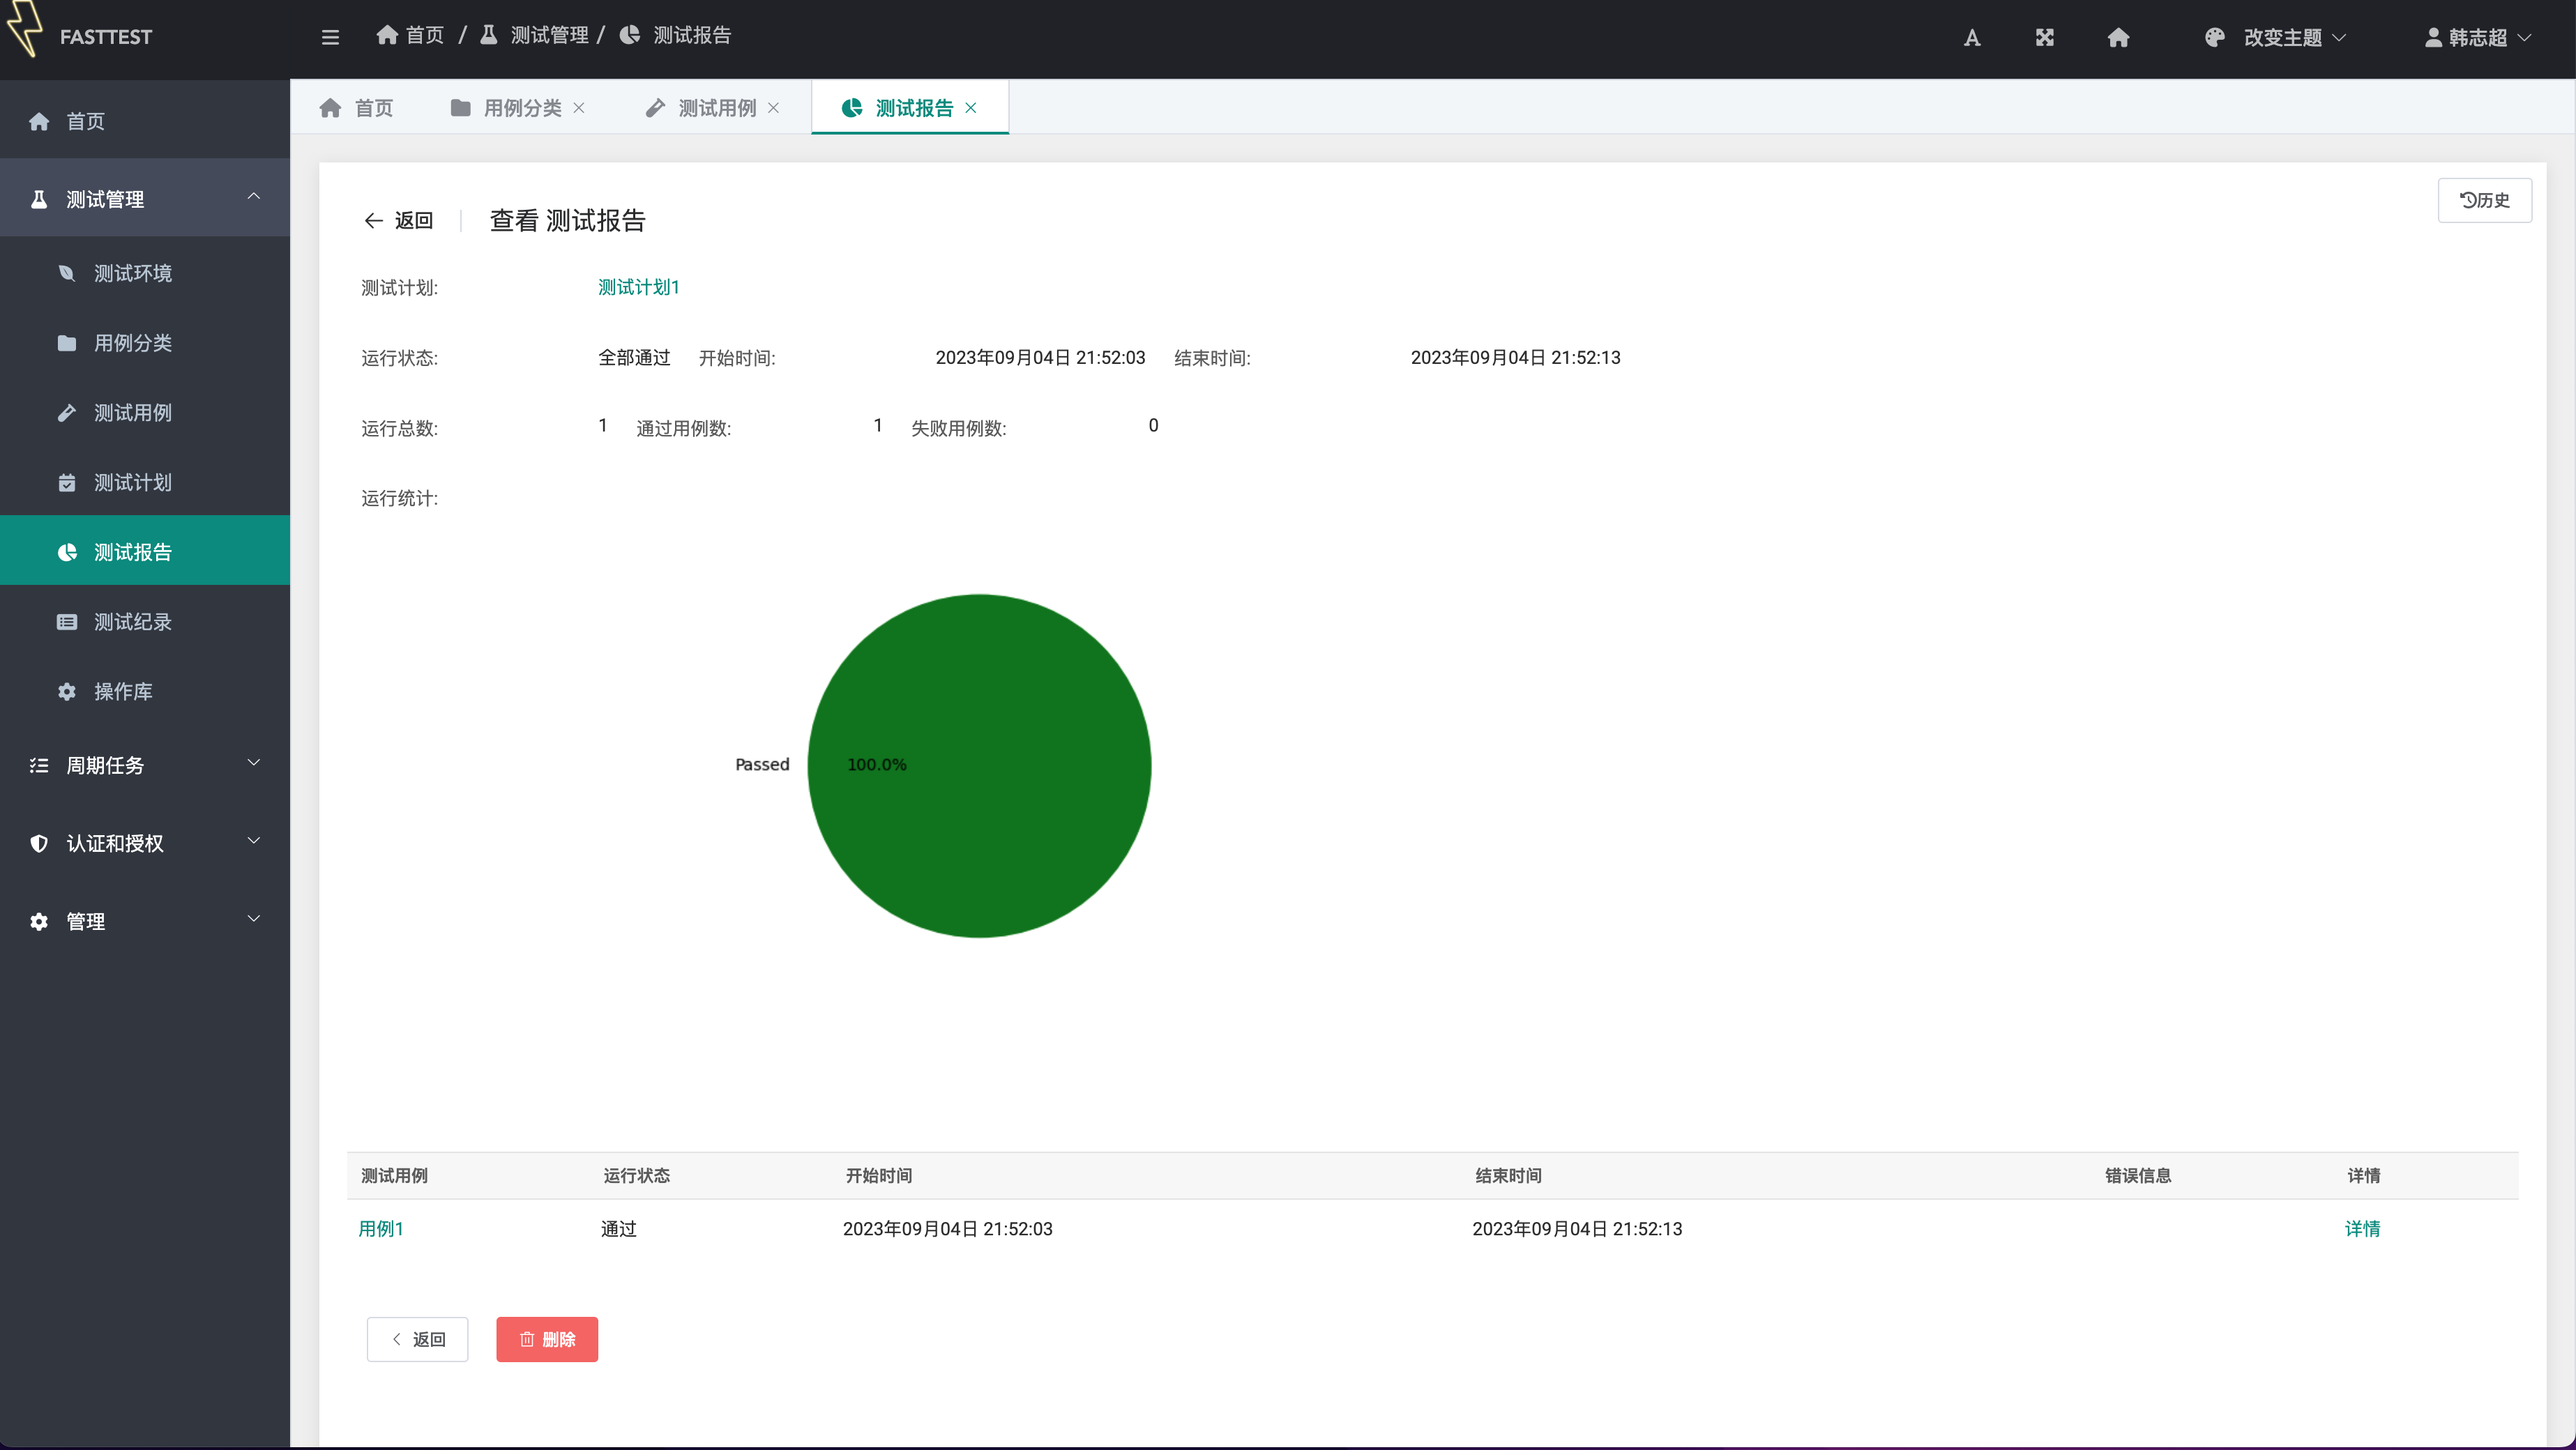 FASTTEST
首页 / 测试管理 / 测试报告
改变主题
韩志超
首页
测试管理
测试环境
用例分类
测试用例
测试计划
测试报告
测试纪录
操作库
周期任务
认证和授权
管理
首页 用例分类 测试用例 测试报告
历史
返回 查看 测试报告
测试计划: 测试计划1
运行状态: 全部通过 开始时间: 2023年09月04日 21:52:03 结束时间: 2023年09月04日 21:52:13
运行总数: 1 通过用例数: 1 失败用例数: 0
运行统计:
Passed 100.0%
测试用例 运行状态 开始时间 结束时间 错误信息 详情
用例1 通过 2023年09月04日 21:52:03 2023年09月04日 21:52:13 详情
返回 删除